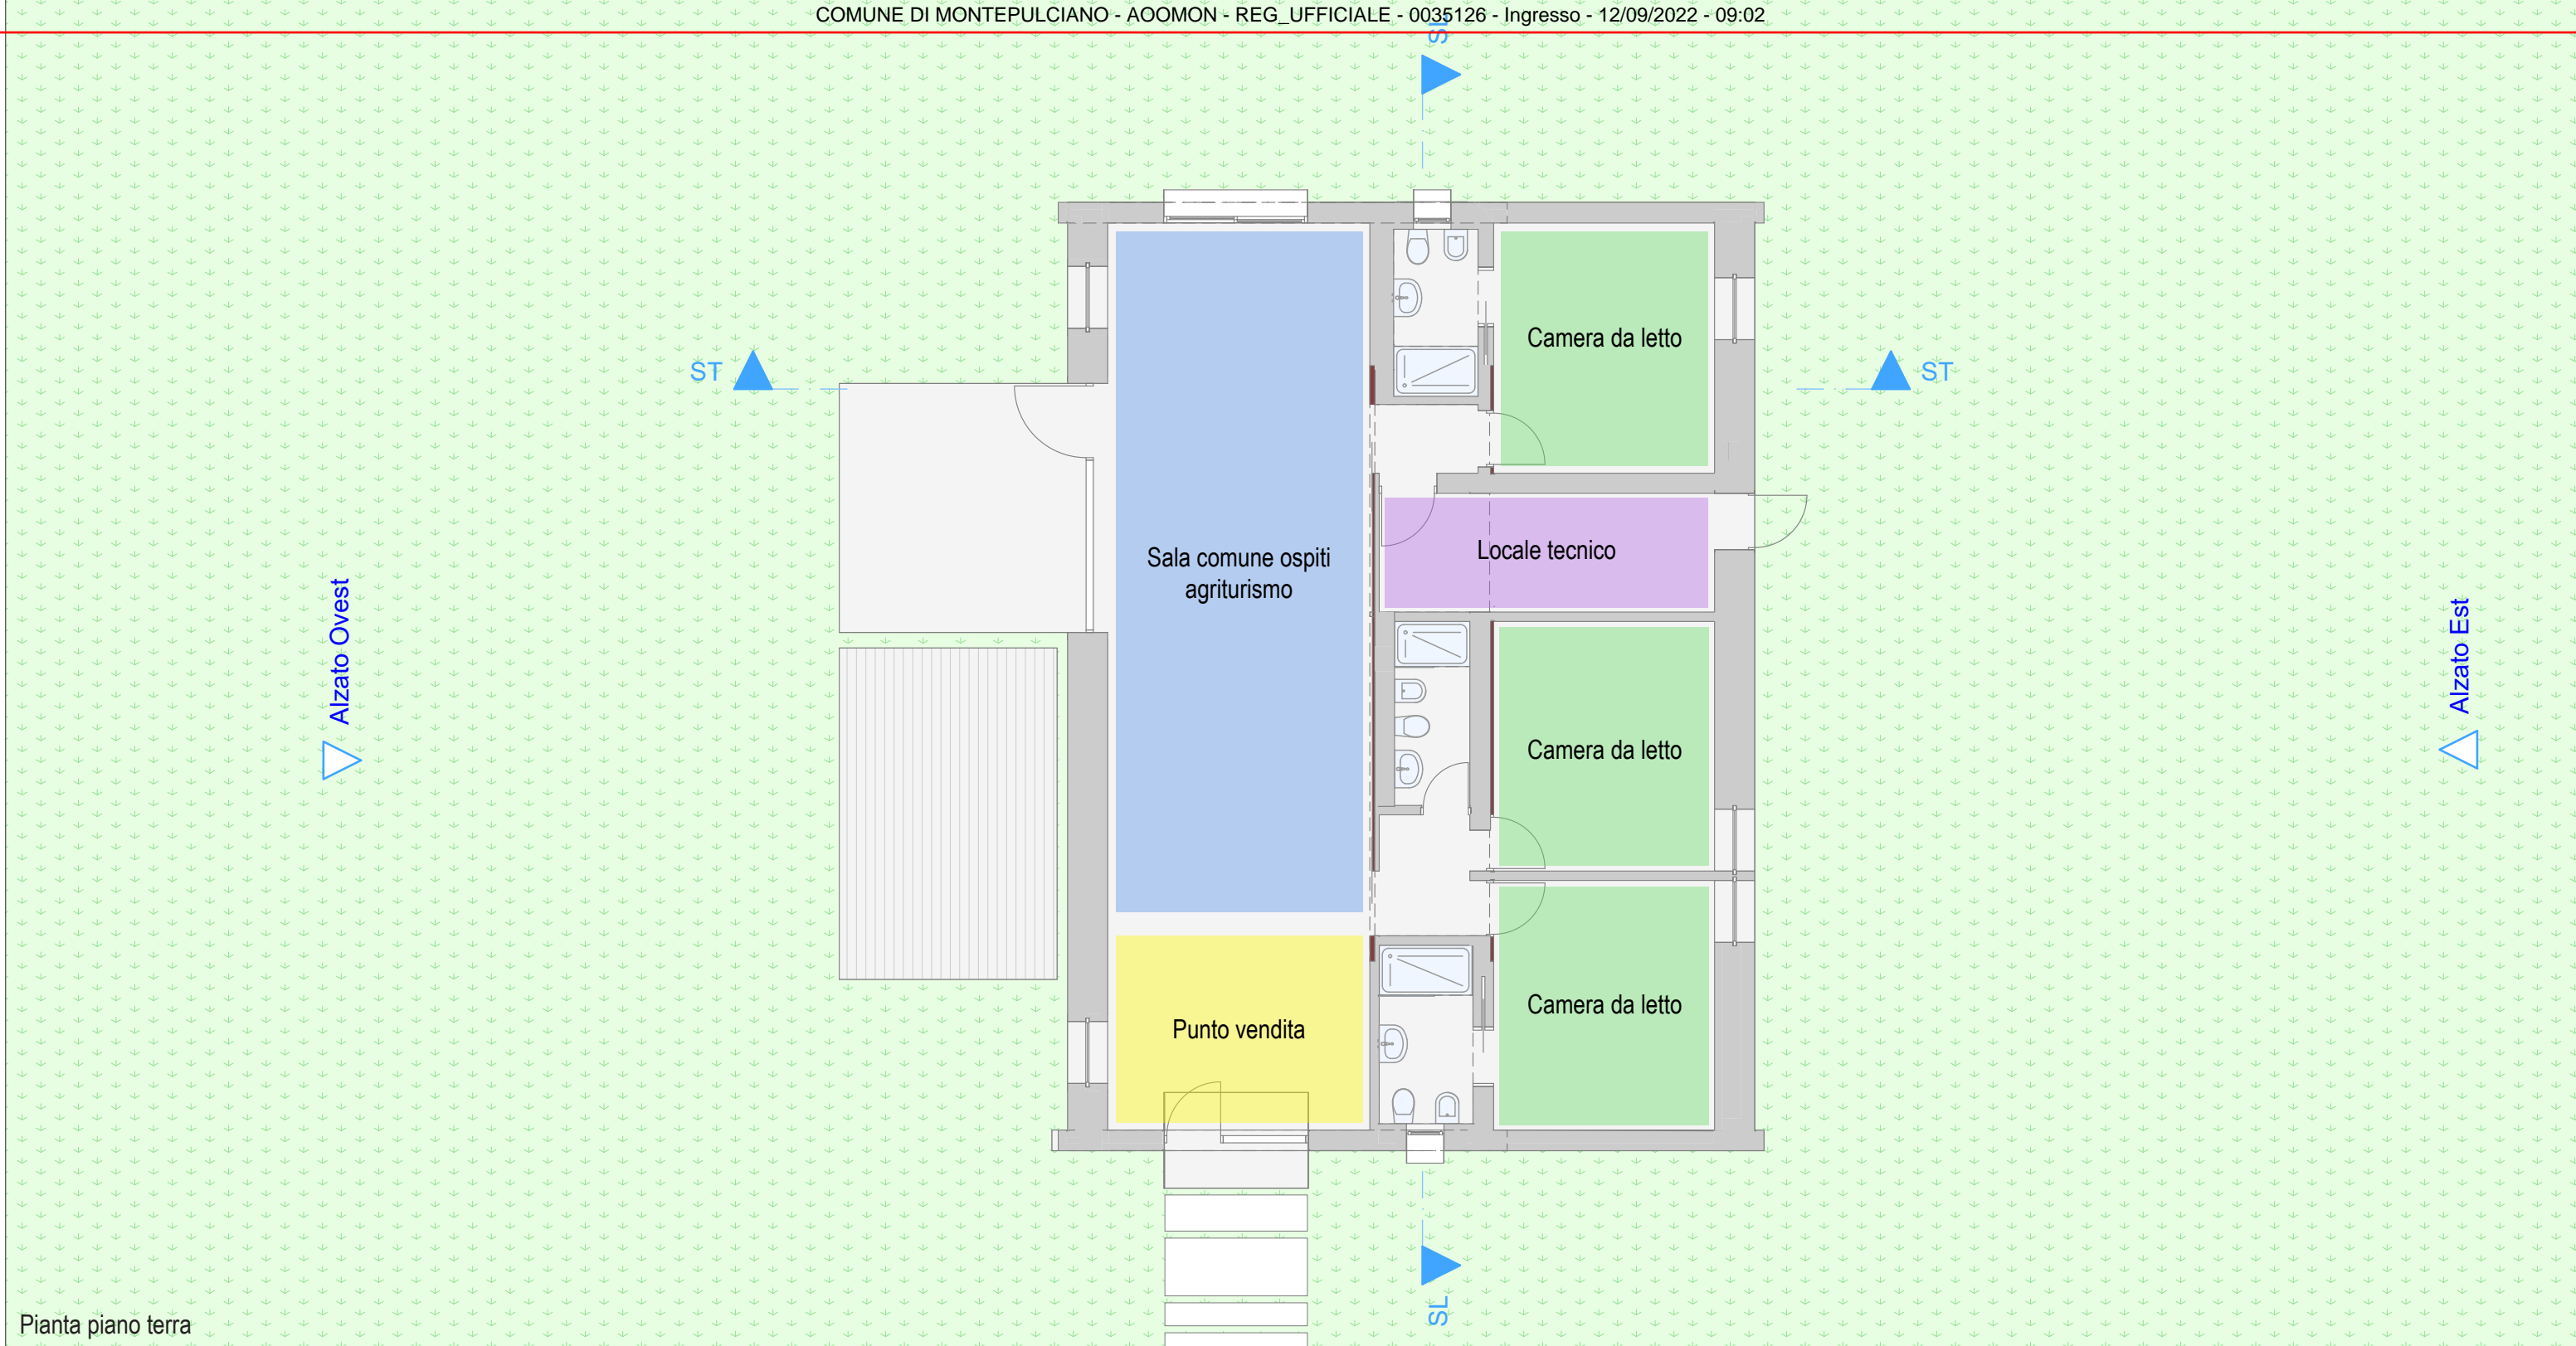 COMUNE DI MONTEPULCIANO - AOOMON - REG_UFFICIALE - 0035126 - Ingresso - 12/09/2022 - 09:02
SL
Camera da letto
ST
ST
Sala comune ospiti
agriturismo
Locale tecnico
Alzato Ovest
Alzato Est
Camera da letto
Camera da letto
Punto vendita
SL
Pianta piano terra